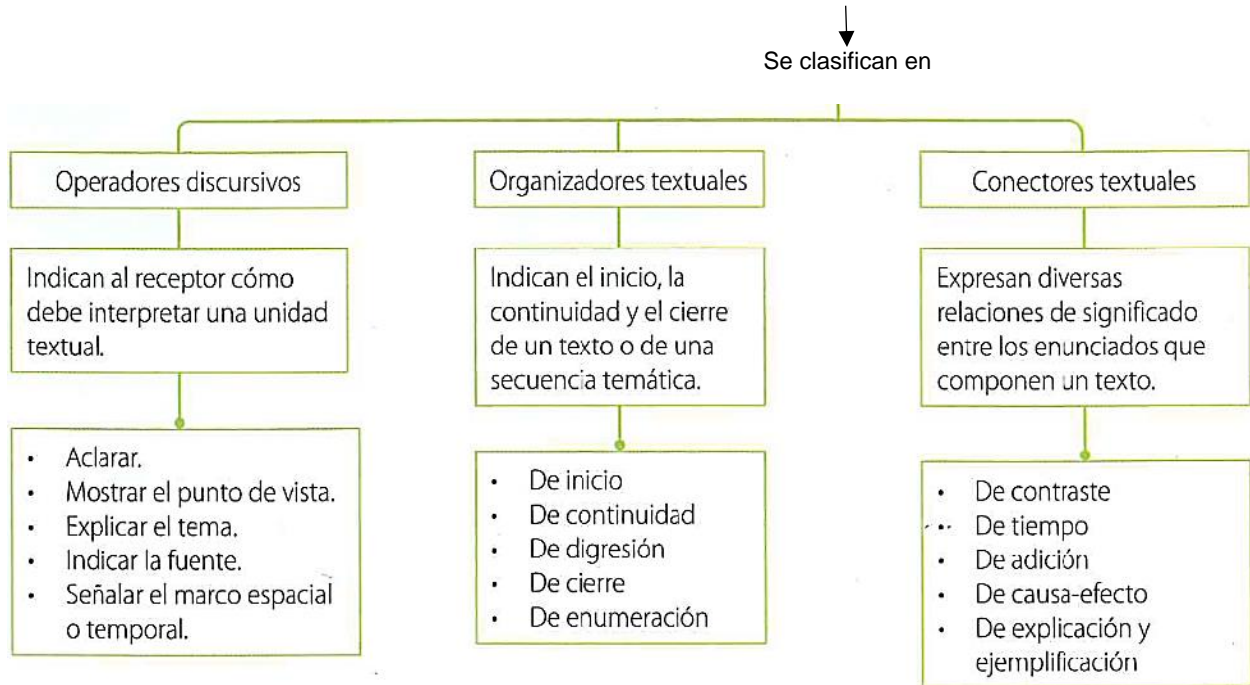 Se clasifican en
Operadores discursivos
Indican al receptor cómo
debe interpretar una unidad
textual.
• Aclarar.
• Mostrar el punto de vista.
• Explicar el tema.
• Indicar la fuente.
• Señalar el marco espacial
o temporal.
Organizadores textuales
Indican el inicio, la
continuidad y el cierre
de un texto o de una
secuencia temática.
• De inicio
• De continuidad
• De digresión
• De cierre
• De enumeración
Conectores textuales
Expresan diversas
relaciones de significado
entre los enunciados que
componen un texto.
• De contraste
• De tiempo
• De adición
• De causa-efecto
• De explicación y
ejemplificación